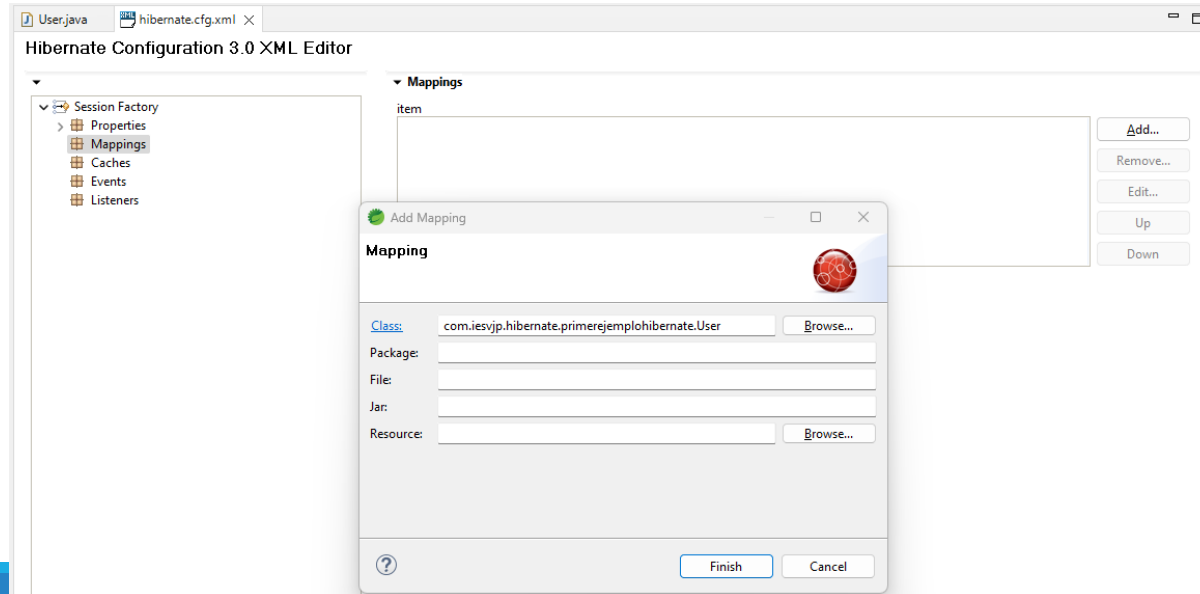 User.java
hibernate.cfg.xml
Hibernate Configuration 3.0 XML Editor
Session Factory
Properties
Mappings
Caches
Events
Listeners
Mappings
item
Add...
Remove...
Edit...
Up
Down
Add Mapping
Mapping
Class: com.iesvjp.hibernate.primerejemplohibernate.User Browse...
Package:
File:
Jar:
Resource: Browse...
Finish Cancel